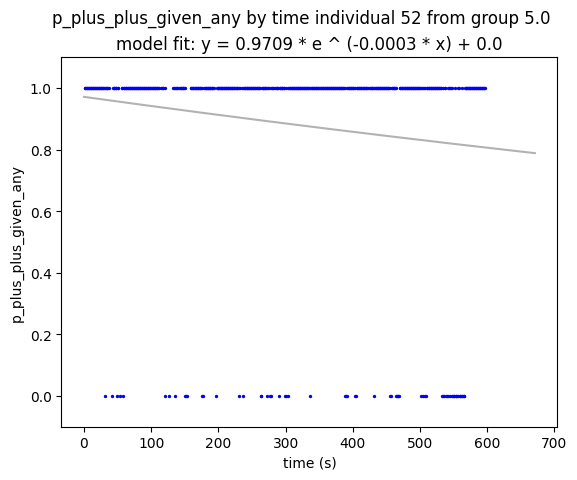 p_plus_plus_given_any by time individual 52 from group 5.0
model fit: y = 0.9709 * e ^ (-0.0003 * x) + 0.0
1.0
0.8
0.6
0.4
0.2
0.0
p_plus_plus_given_any
0 100 200 300 400 500 600 700
time (s)